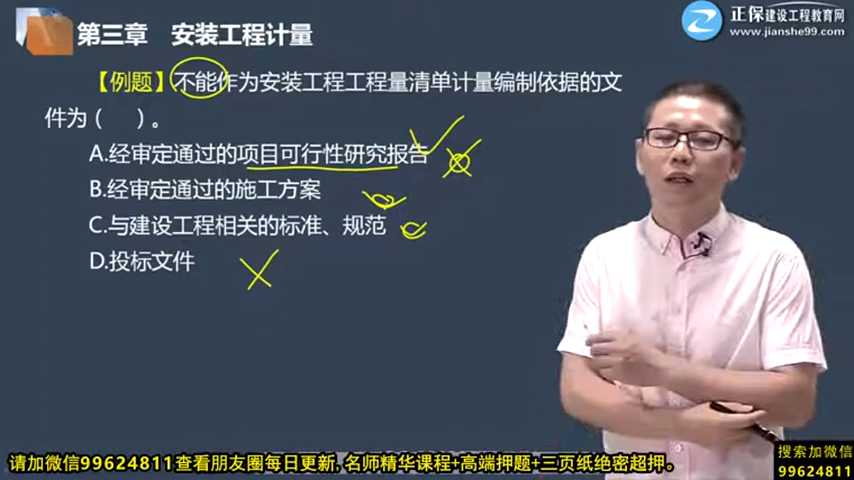 第三章 安装工程计量
正保建设工程教育网
www.jianshe99.com
【例题】不能作为安装工程工程量清单计量编制依据的文
件为（ ）。
A.经审定通过的项目可行性研究报告
B.经审定通过的施工方案
C.与建设工程相关的标准、规范
D.投标文件
请加微信99624811查看朋友圈每日更新,名师精华课程+高端押题+三页纸绝密超押。
搜索加微信
99624811